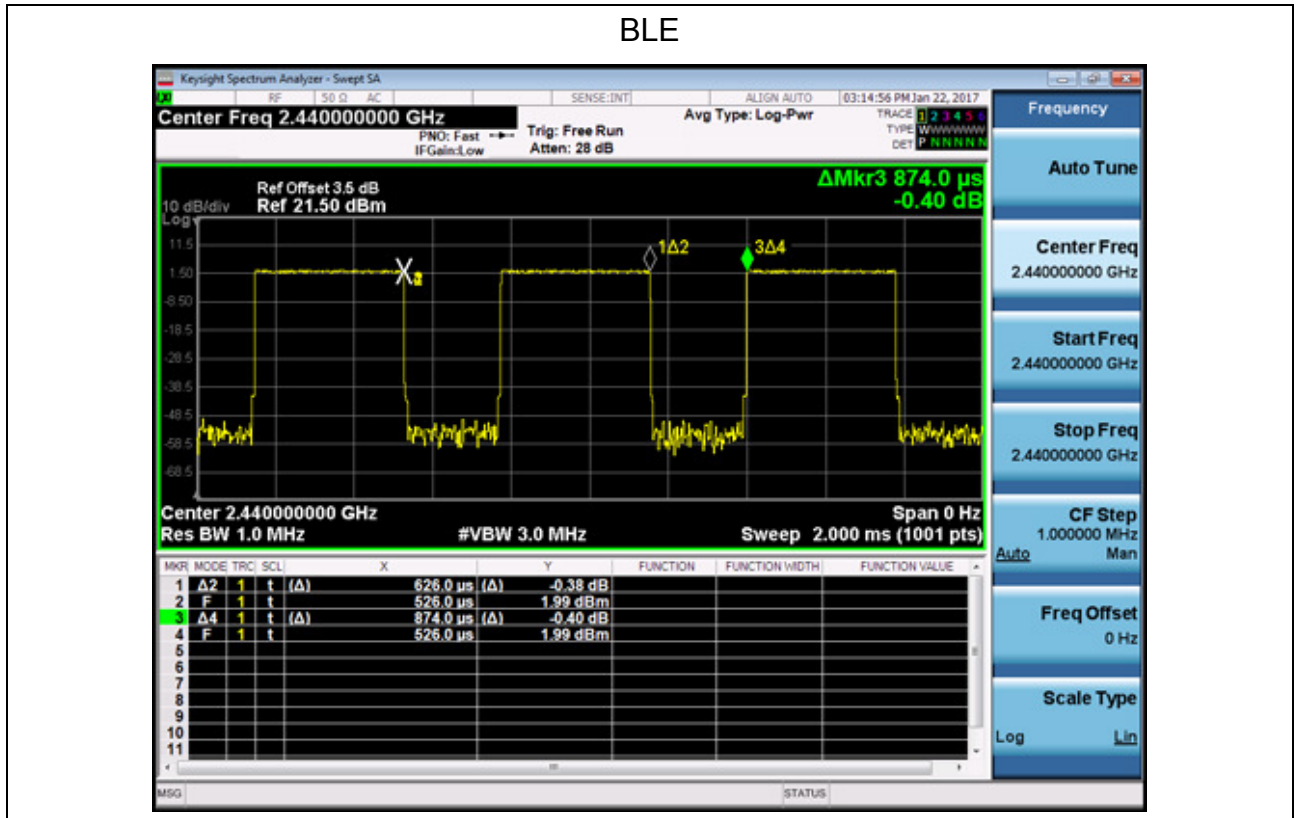 BLE
Keysight Spectrum Analyzer - Swept SA
RF 50 Ω AC SENSE:INT ALIGN AUTO 03:14:56 PM Jan 22, 2017
Center Freq 2.440000000 GHz
PNO: Fast
IFGain:Low
Trig: Free Run
Atten: 28 dB
Avg Type: Log-Pwr
TRACE 1 2 3 4 5 6
TYPE WWWWWWW
DET P N N N N N
ΔMkr3 874.0 µs
-0.40 dB
Ref Offset 3.5 dB
10 dB/div Ref 21.50 dBm
Log
11.5
1.50
-8.50
-18.5
-28.5
-38.5
-48.5
-58.5
-68.5
1Δ2
3Δ4
Center 2.440000000 GHz Span 0 Hz
Res BW 1.0 MHz #VBW 3.0 MHz Sweep 2.000 ms (1001 pts)
MKR MODE TRC SCL X Y FUNCTION FUNCTION WIDTH FUNCTION VALUE
1 Δ2 1 t (Δ) 626.0 µs (Δ) -0.38 dB
2 F 1 t 526.0 µs 1.99 dBm
3 Δ4 1 t (Δ) 874.0 µs (Δ) -0.40 dB
4 F 1 t 526.0 µs 1.99 dBm
5
6
7
8
9
10
11
MSG STATUS
Frequency
Auto Tune
Center Freq
2.440000000 GHz
Start Freq
2.440000000 GHz
Stop Freq
2.440000000 GHz
CF Step
1.000000 MHz
Auto Man
Freq Offset
0 Hz
Scale Type
Log Lin